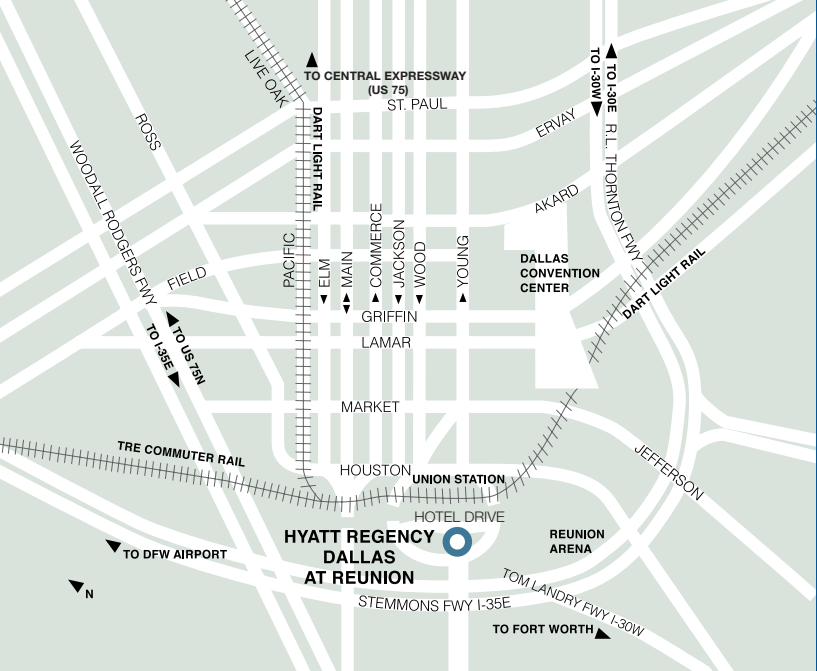 LIVE OAK
TO CENTRAL EXPRESSWAY
(US 75)
ST. PAUL
TO I-30W
TO I-30E
ROSS
DART LIGHT RAIL
ERVAY
R.L. THORNTON FWY
WOODALL RODGERS FWY
AKARD
PACIFIC
ELM
MAIN
COMMERCE
JACKSON
WOOD
YOUNG
DALLAS
CONVENTION
CENTER
FIELD
DART LIGHT RAIL
GRIFFIN
TO I-35E
TO US 75N
LAMAR
MARKET
TRE COMMUTER RAIL
HOUSTON
UNION STATION
JEFFERSON
HOTEL DRIVE
HYATT REGENCY
DALLAS
AT REUNION
REUNION
ARENA
TO DFW AIRPORT
N
STEMMONS FWY I-35E
TOM LANDRY FWY I-30W
TO FORT WORTH